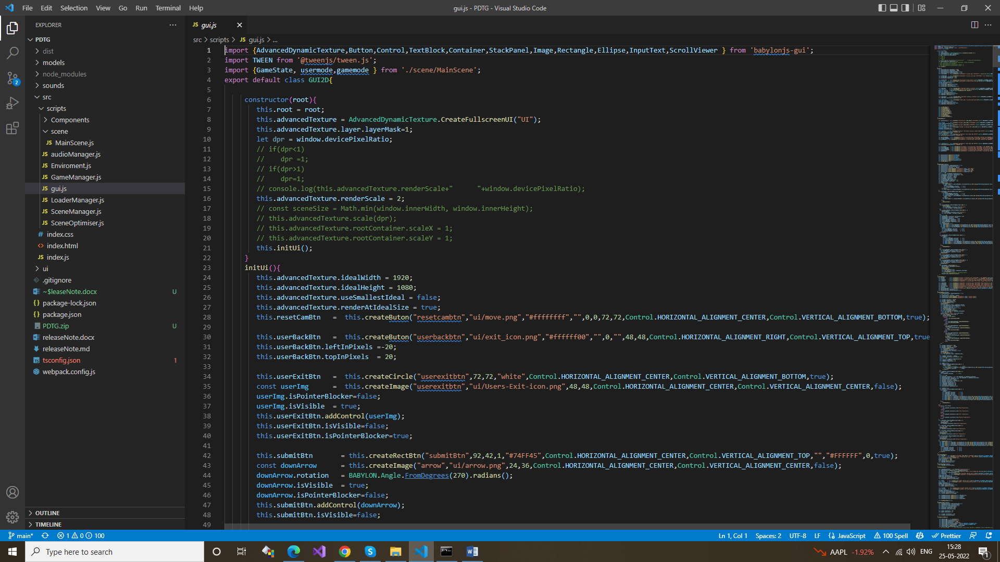 File Edit Selection View Go Run Terminal Help
gui.js - PDTG - Visual Studio Code
EXPLORER
PDTG
dist
models
node_modules
sounds
src
scripts
Components
scene
JS MainScene.js
JS audioManager.js
JS Enviroment.js
JS GameManager.js
JS gui.js
JS LoaderManager.js
JS SceneManager.js
JS SceneOptimiser.js
# index.css
<> index.html
JS index.js
ui
.gitignore
~$leaseNote.docx U
{} package-lock.json
{} package.json
PDTG.zip U
releaseNote.docx
releaseNote.md
TS tsconfig.json 1
webpack.config.js
OUTLINE
TIMELINE
JS gui.js
src > scripts > JS gui.js > ...
1 import {AdvancedDynamicTexture,Button,Control,TextBlock,Container,StackPanel,Image,Rectangle,Ellipse,InputText,ScrollViewer } from 'babylonjs-gui';
2 import TWEEN from '@tweenjs/tween.js';
3 import {GameState, usermode,gamemode } from './scene/MainScene';
4 export default class GUI2D{
5
6 constructor(root){
7 this.root = root;
8 this.advancedTexture = AdvancedDynamicTexture.CreateFullscreenUI("UI");
9 this.advancedTexture.layer.layerMask=1;
10 let dpr = window.devicePixelRatio;
11 // if(dpr<1)
12 //    dpr =1;
13 // if(dpr>1)
14 //    dpr=1;
15 // console.log(this.advancedTexture.renderScale+"      "+window.devicePixelRatio);
16 this.advancedTexture.renderScale = 2;
17 // const sceneSize = Math.min(window.innerWidth, window.innerHeight);
18 // this.advancedTexture.scale(dpr);
19 // this.advancedTexture.rootContainer.scaleX = 1;
20 // this.advancedTexture.rootContainer.scaleY = 1;
21 this.initUi();
22 }
23 initUi(){
24 this.advancedTexture.idealWidth = 1920;
25 this.advancedTexture.idealHeight = 1080;
26 this.advancedTexture.useSmallestIdeal = false;
27 this.advancedTexture.renderAtIdealSize = true;
28 this.resetCamBtn   =  this.createButon("resetcambtn","ui/move.png","#ffffffff","",0,0,72,72,Control.HORIZONTAL_ALIGNMENT_CENTER,Control.VERTICAL_ALIGNMENT_BOTTOM,true);
29
30 this.userBackBtn   =  this.createButon("userbackbtn","ui/exit_icon.png","#ffffff00","",0,"",48,48,Control.HORIZONTAL_ALIGNMENT_RIGHT,Control.VERTICAL_ALIGNMENT_TOP,true
31 this.userBackBtn.leftInPixels =-20;
32 this.userBackBtn.topInPixels  = 20;
33
34 this.userExitBtn   =  this.createCircle("userexitbtn",72,72,"white",Control.HORIZONTAL_ALIGNMENT_CENTER,Control.VERTICAL_ALIGNMENT_BOTTOM,true);
35 const userImg      =  this.createImage("userexitbtn","ui/Users-Exit-icon.png",48,48,Control.HORIZONTAL_ALIGNMENT_CENTER,Control.VERTICAL_ALIGNMENT_CENTER,false);
36 userImg.isPointerBlocker=false;
37 userImg.isVisible  = true;
38 this.userExitBtn.addControl(userImg);
39 this.userExitBtn.isVisible=false;
40 this.userExitBtn.isPointerBlocker=true;
41
42 this.submitBtn       = this.createRectBtn("submitBtn",92,42,1,"#74FF45",Control.HORIZONTAL_ALIGNMENT_CENTER,Control.VERTICAL_ALIGNMENT_TOP,"","#FFFFFF",0,true);
43 const downArrow      = this.createImage("arrow","ui/arrow.png",24,36,Control.HORIZONTAL_ALIGNMENT_CENTER,Control.VERTICAL_ALIGNMENT_CENTER,false);
44 downArrow.rotation   = BABYLON.Angle.FromDegrees(270).radians();
45 downArrow.isVisible  = true;
46 downArrow.isPointerBlocker=false;
47 this.submitBtn.addControl(downArrow);
48 this.submitBtn.isVisible=false;
49
main* 1 0 100
Ln 1, Col 1 Spaces: 2 UTF-8 LF {} JavaScript 100 Spell Prettier
Type here to search
AAPL -1.92% ENG 15:28
25-05-2022